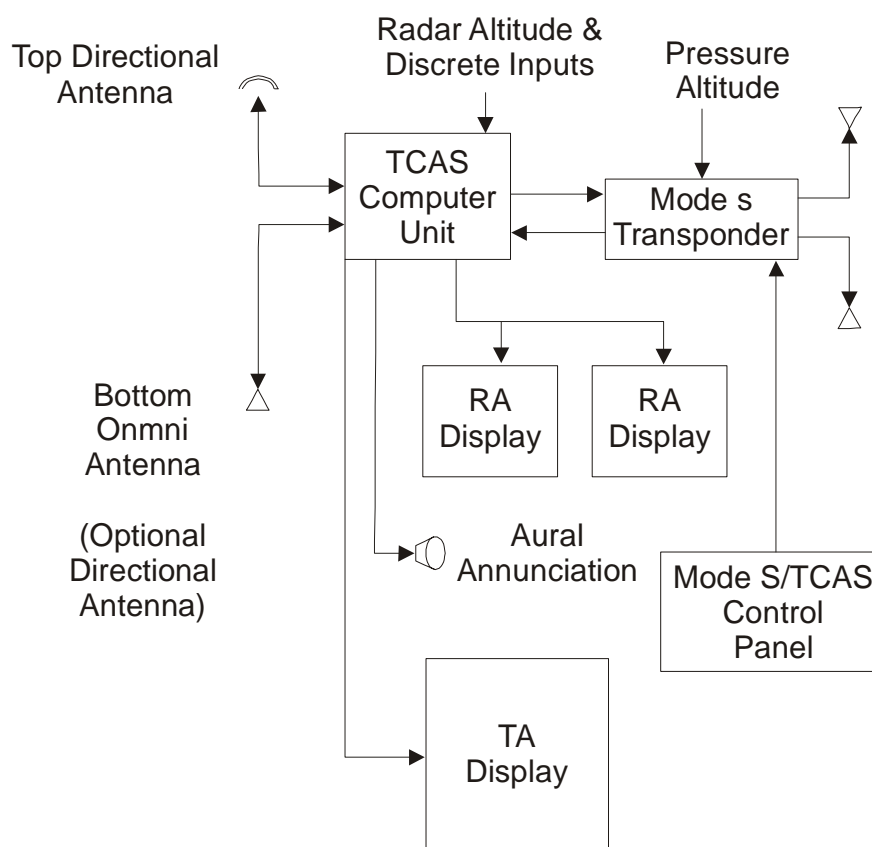 Top Directional
Antenna
Radar Altitude &
Discrete Inputs
Pressure
Altitude
TCAS
Computer
Unit
Mode s
Transponder
Bottom
Onmni
Antenna
(Optional
Directional
Antenna)
RA
Display
RA
Display
Aural
Annunciation
Mode S/TCAS
Control
Panel
TA
Display